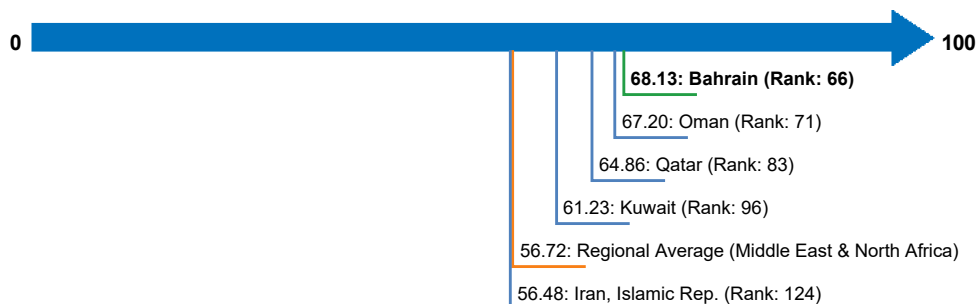 0
100
68.13: Bahrain (Rank: 66)
67.20: Oman (Rank: 71)
64.86: Qatar (Rank: 83)
61.23: Kuwait (Rank: 96)
56.72: Regional Average (Middle East & North Africa)
56.48: Iran, Islamic Rep. (Rank: 124)